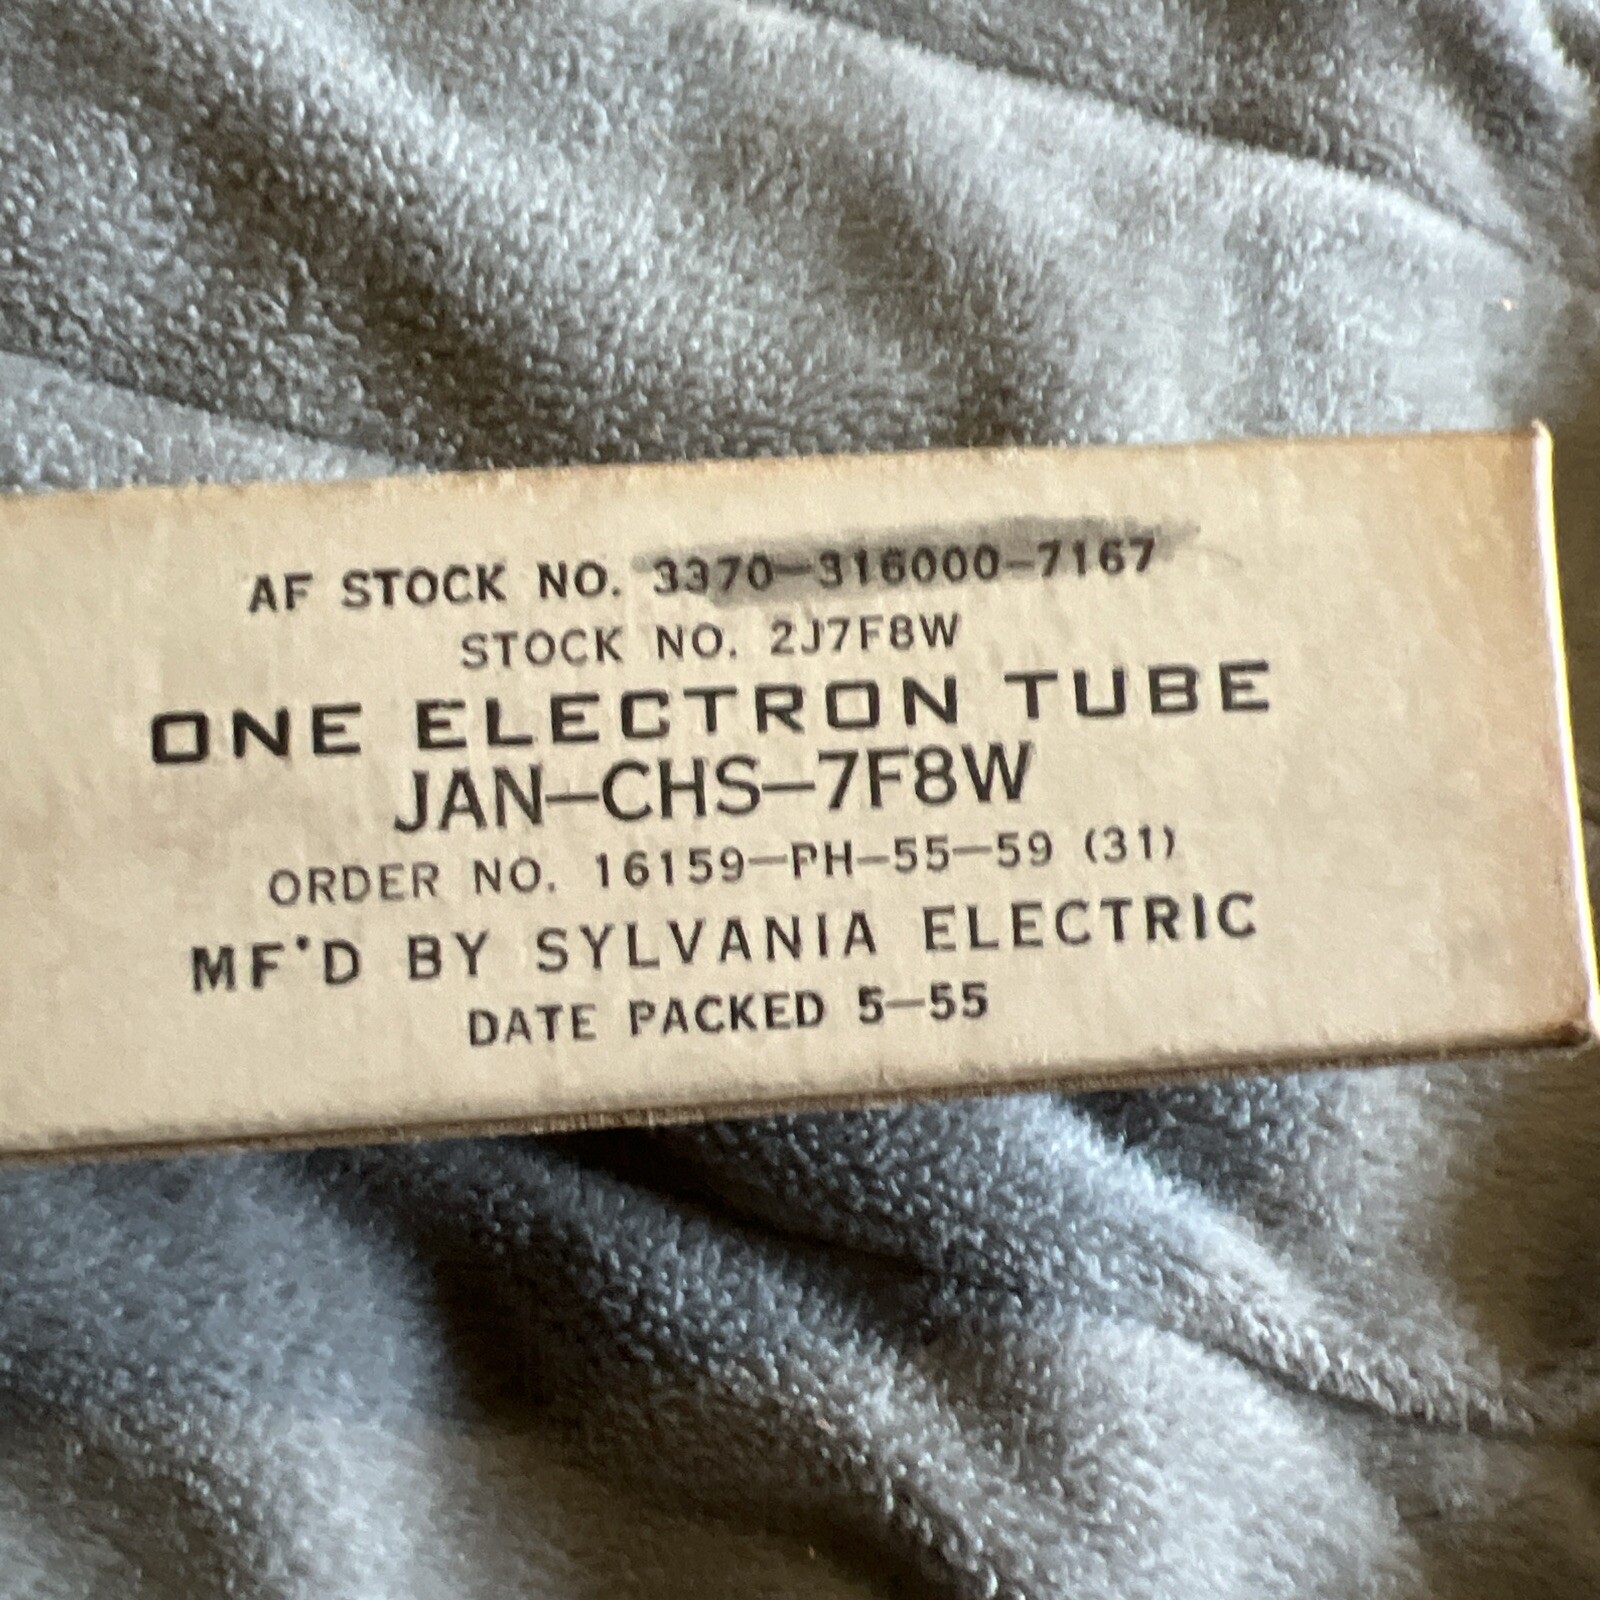 AF STOCK NO. 3370-316000-7167
STOCK NO. 2J7F8W
ONE ELECTRON TUBE
JAN-CHS-7F8W
ORDER NO. 16159-PH-55-59 (31)
MF'D BY SYLVANIA ELECTRIC
DATE PACKED 5-55